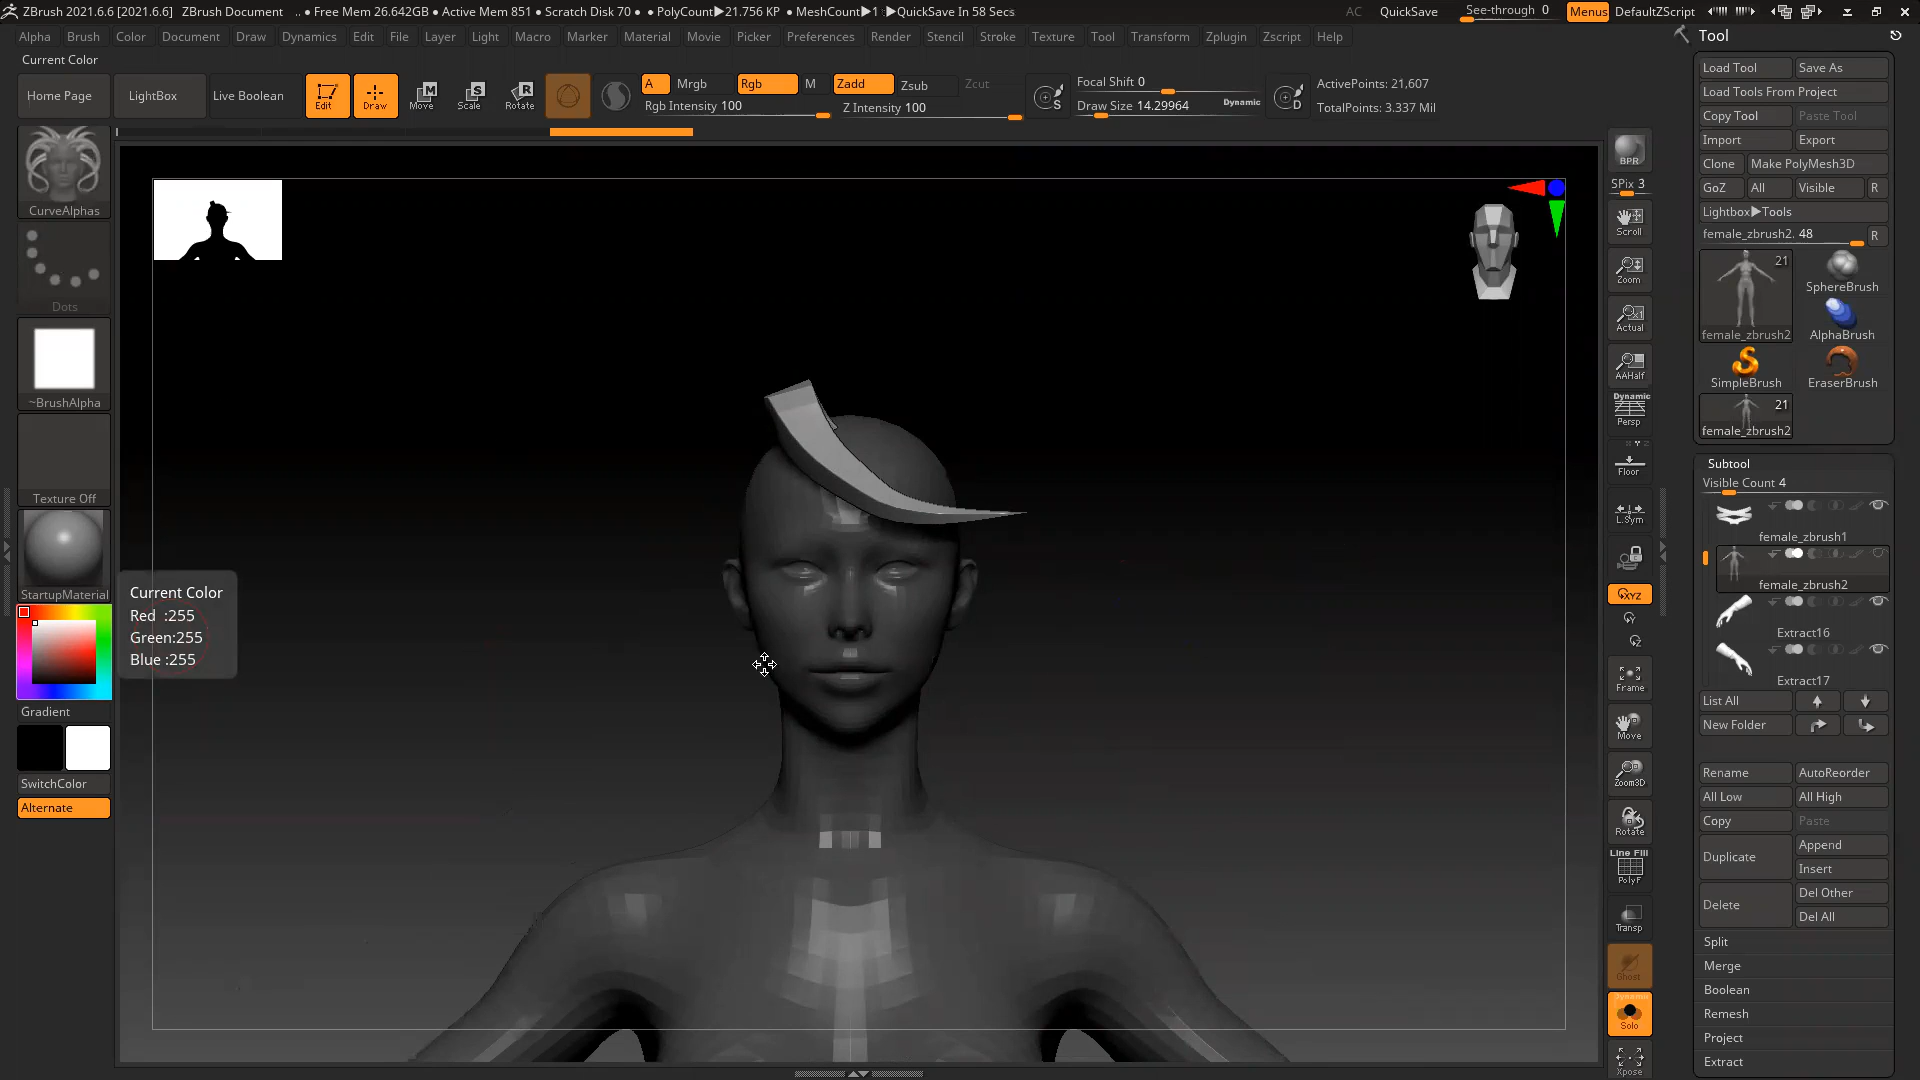 ZBrush 2021.6.6 [2021.6.6] ZBrush Document .. • Free Mem 26.642GB • Active Mem 851 • Scratch Disk 70 • • PolyCount▶21.756 KP • MeshCount▶1 ▶QuickSave In 58 Secs AC QuickSave See-through 0 Menus DefaultZScript
Alpha Brush Color Document Draw Dynamics Edit File Layer Light Macro Marker Material Movie Picker Preferences Render Stencil Stroke Texture Tool Transform Zplugin Zscript Help
Current Color
Home Page LightBox Live Boolean Edit Draw Move Scale Rotate
A Mrgb Rgb M Zadd Zsub Zcut
Rgb Intensity 100 Z Intensity 100
Focal Shift 0
Draw Size 14.29964 Dynamic
ActivePoints: 21,607
TotalPoints: 3.337 Mil
CurveAlphas
Dots
~BrushAlpha
Texture Off
StartupMaterial
Current Color
Red :255
Green:255
Blue :255
Gradient
SwitchColor
Alternate
BPR
SPix 3
Scroll
Zoom
Actual
AAHalf
Dynamic
Persp
Floor
L.Sym
XYZ
Frame
Move
Zoom3D
Rotate
Line Fill
PolyF
Transp
Ghost
Dynamic
Solo
Xpose
Tool
Load Tool Save As
Load Tools From Project
Copy Tool Paste Tool
Import Export
Clone Make PolyMesh3D
GoZ All Visible R
Lightbox▶Tools
female_zbrush2. 48 R
21
female_zbrush2
SphereBrush
AlphaBrush
SimpleBrush
EraserBrush
21
female_zbrush2
Subtool
Visible Count 4
female_zbrush1
female_zbrush2
Extract16
Extract17
List All
New Folder
Rename AutoReorder
All Low All High
Copy Paste
Duplicate Append
Insert
Delete Del Other
Del All
Split
Merge
Boolean
Remesh
Project
Extract